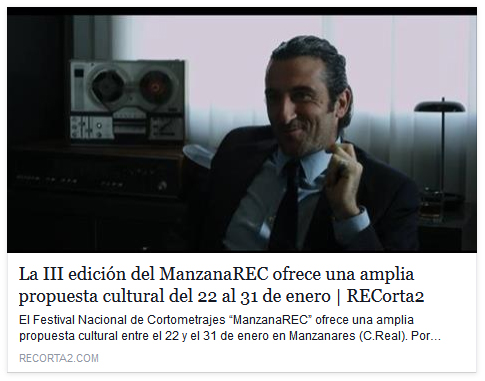 La III edición del ManzanaREC ofrece una amplia
propuesta cultural del 22 al 31 de enero | RECorta2
El Festival Nacional de Cortometrajes “ManzanaREC” ofrece una amplia
propuesta cultural entre el 22 y el 31 de enero en Manzanares (C.Real). Por...
RECORTA2.COM